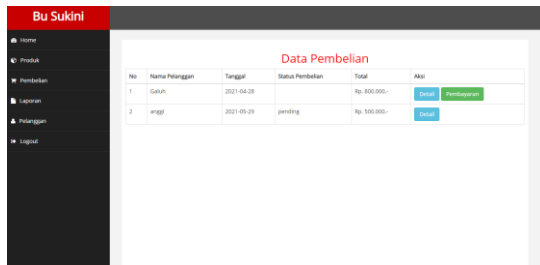 Bu Sukini
Home
Produk
Pembelian
Laporan
Pelanggan
Logout
Data Pembelian
No Nama Pelanggan Tanggal Status Pembelian Total Aksi
1 Galuh 2021-04-28 Rp. 800.000,- Detail Pembayaran
2 anggi 2021-05-29 pending Rp. 500.000,- Detail